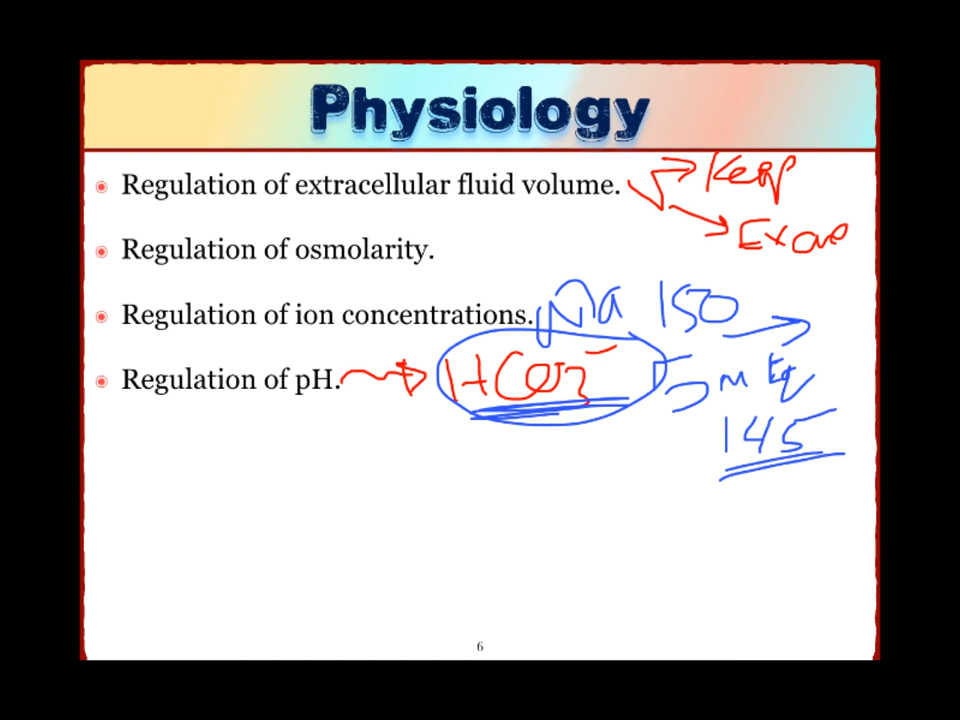 Physiology
Regulation of extracellular fluid volume.
Keep
Regulation of osmolarity.
Regulation of ion concentrations.
Na 150
Regulation of pH.
HCO3-
5 mEq
145
6